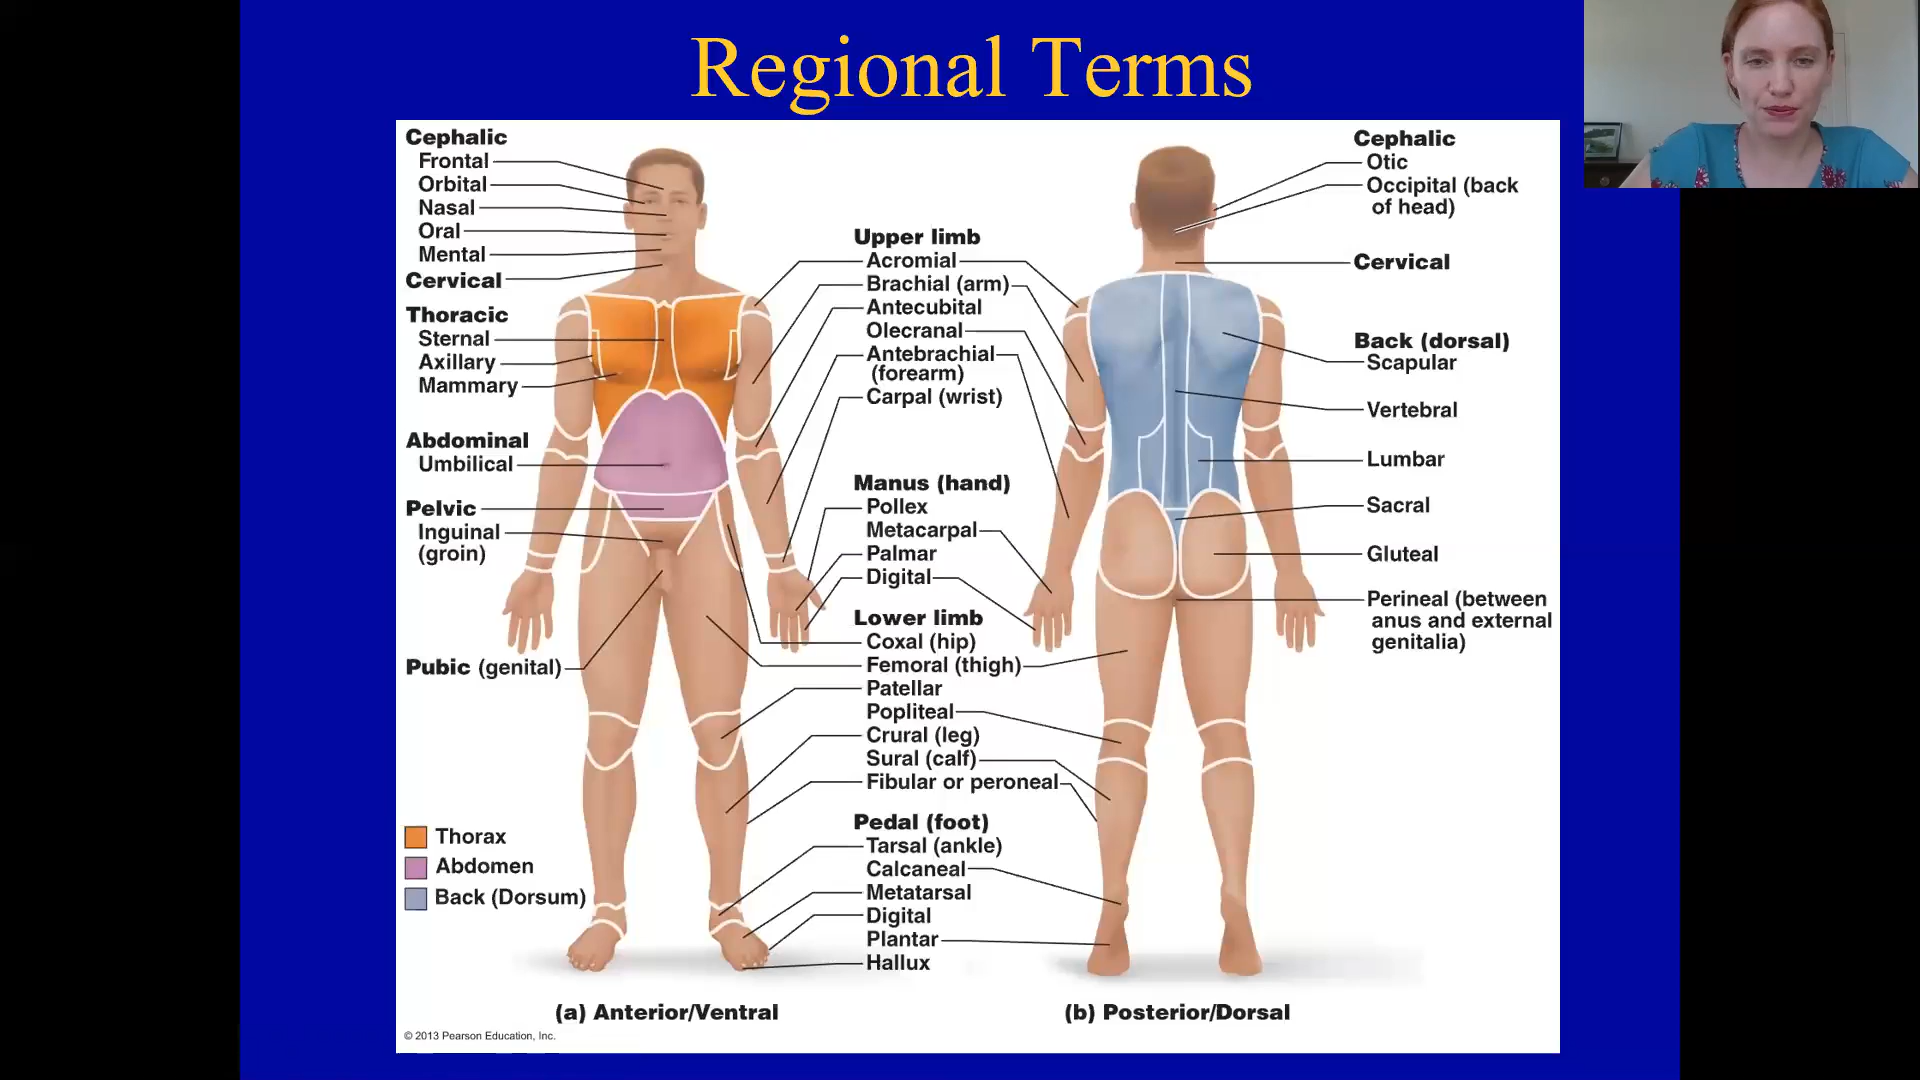 Regional Terms
Cephalic
Frontal
Orbital
Nasal
Oral
Mental
Cervical
Thoracic
Sternal
Axillary
Mammary
Abdominal
Umbilical
Pelvic
Inguinal
(groin)
Pubic (genital)
Thorax
Abdomen
Back (Dorsum)
Upper limb
Acromial
Brachial (arm)
Antecubital
Olecranal
Antebrachial
(forearm)
Carpal (wrist)
Manus (hand)
Pollex
Metacarpal
Palmar
Digital
Lower limb
Coxal (hip)
Femoral (thigh)
Patellar
Popliteal
Crural (leg)
Sural (calf)
Fibular or peroneal
Pedal (foot)
Tarsal (ankle)
Calcaneal
Metatarsal
Digital
Plantar
Hallux
Cephalic
Otic
Occipital (back
of head)
Cervical
Back (dorsal)
Scapular
Vertebral
Lumbar
Sacral
Gluteal
Perineal (between
anus and external
genitalia)
(a) Anterior/Ventral
(b) Posterior/Dorsal
© 2013 Pearson Education, Inc.